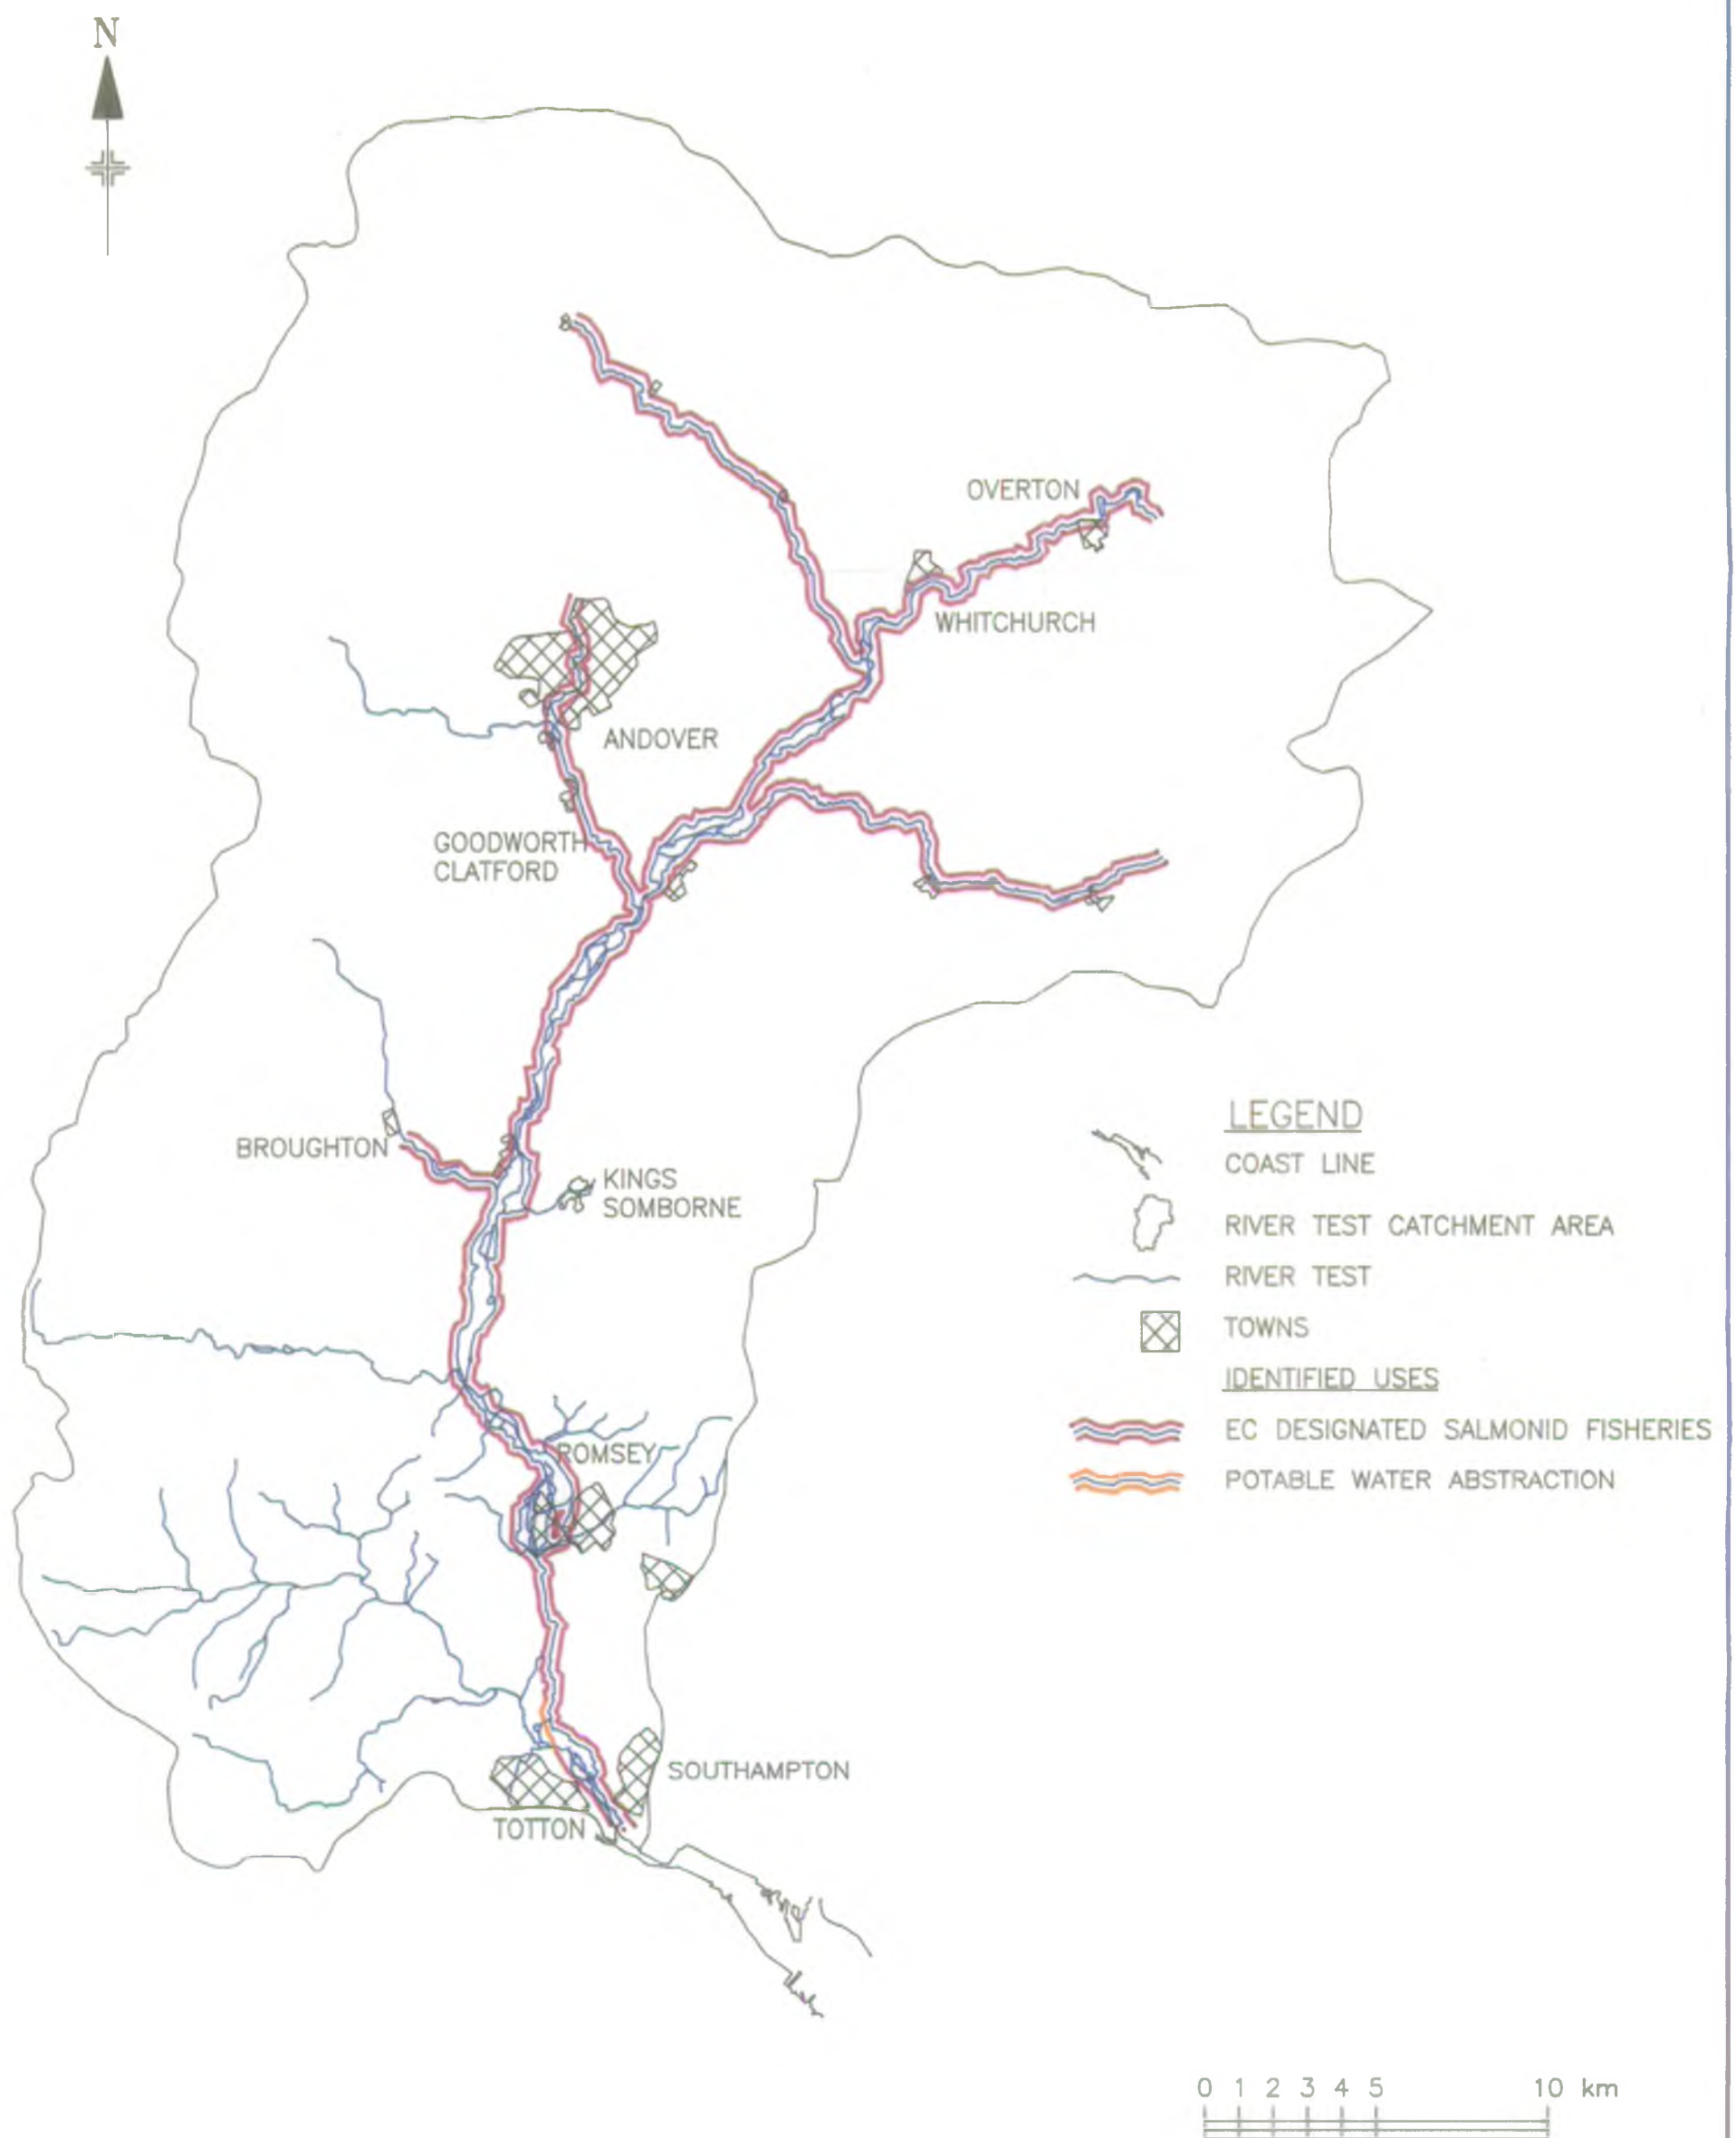 N
OVERTON
WHITCHURCH
ANDOVER
GOODWORTH
CLATFORD
BROUGHTON
KINGS
SOMBORNE
ROMSEY
SOUTHAMPTON
TOTTON
LEGEND
COAST LINE
RIVER TEST CATCHMENT AREA
RIVER TEST
TOWNS
IDENTIFIED USES
EC DESIGNATED SALMONID FISHERIES
POTABLE WATER ABSTRACTION
0 1 2 3 4 5 10 km